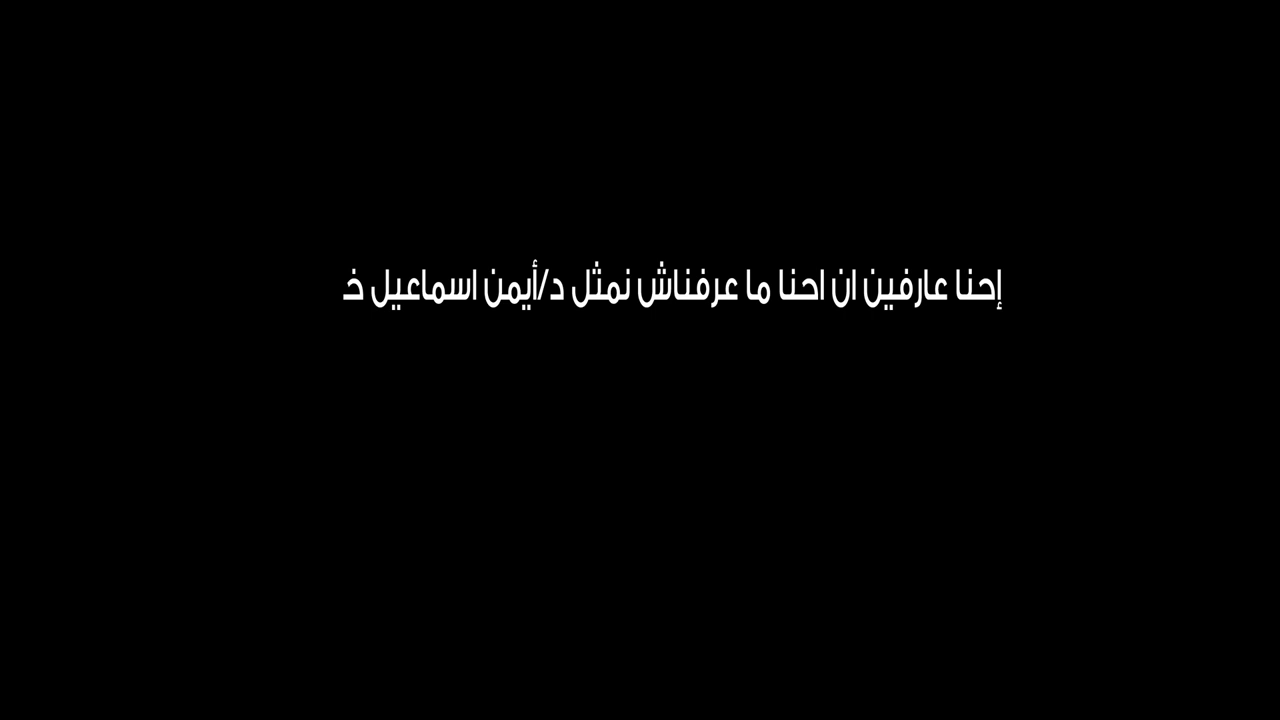 إحنا عارفين ان احنا ما عرفناش نمثل د/أيمن اسماعيل خ